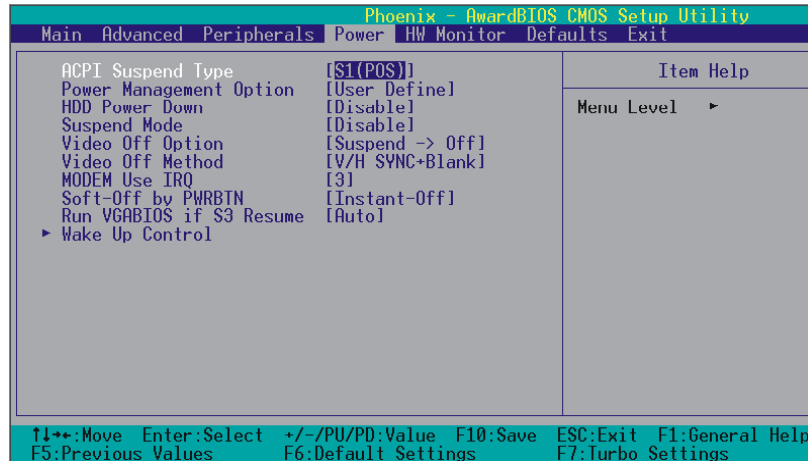 Phoenix - AwardBIOS CMOS Setup Utility
Main Advanced Peripherals Power HW Monitor Defaults Exit
ACPI Suspend Type [S1(POS)]
Power Management Option [User Define]
HDD Power Down [Disable]
Suspend Mode [Disable]
Video Off Option [Suspend -> Off]
Video Off Method [V/H SYNC+Blank]
MODEM Use IRQ [3]
Soft-Off by PWRBTN [Instant-Off]
Run VGABIOS if S3 Resume [Auto]
► Wake Up Control
Item Help
Menu Level ►
↑↓→←:Move Enter:Select +/-/PU/PD:Value F10:Save ESC:Exit F1:General Help
F5:Previous Values F6:Default Settings F7:Turbo Settings